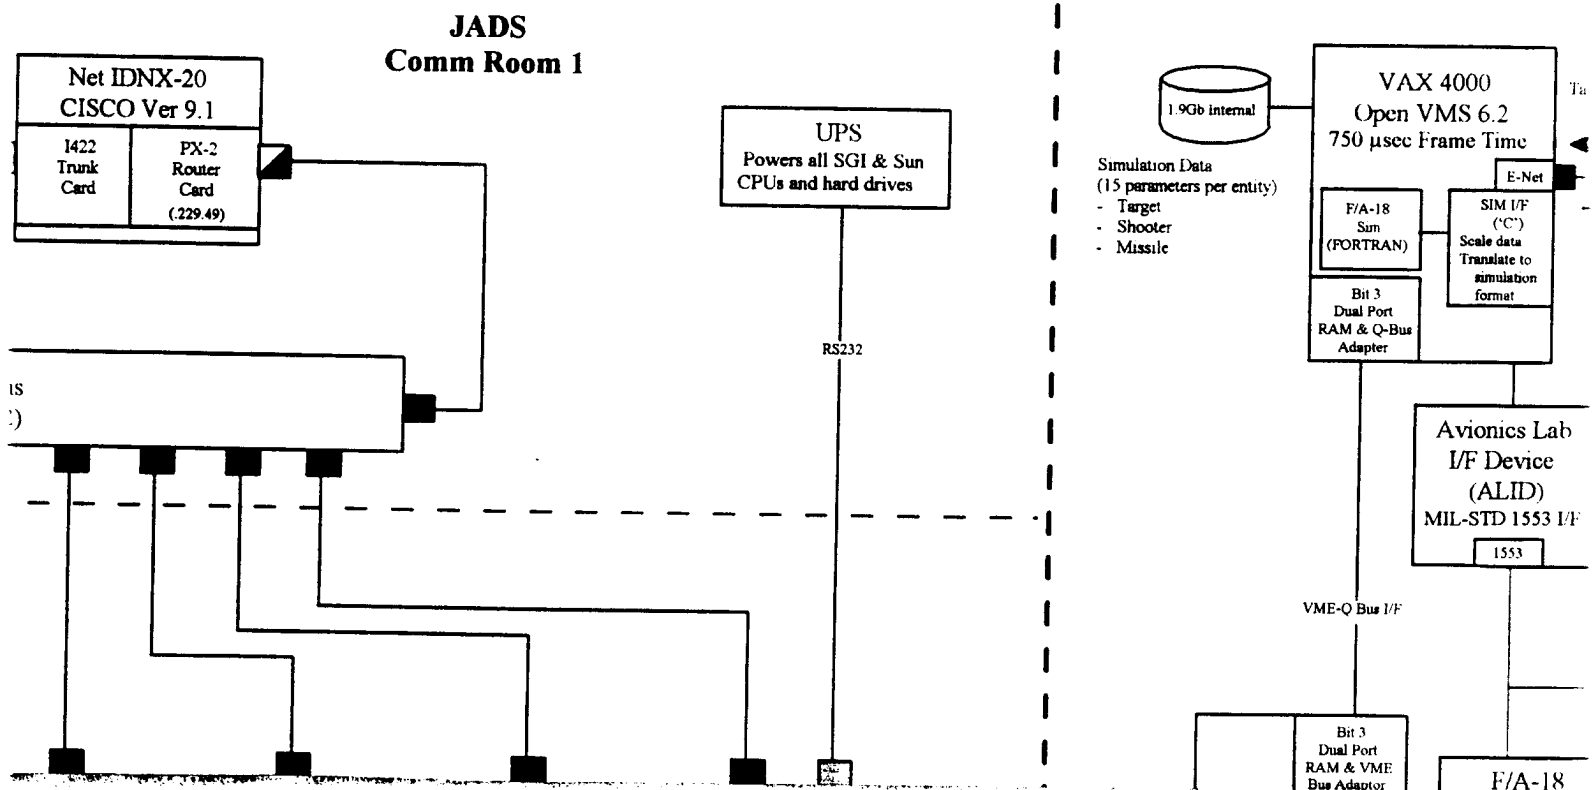 JADS
Comm Room 1
Net IDNX-20
CISCO Ver 9.1
I422
Trunk
Card
PX-2
Router
Card
(.229.49)
UPS
Powers all SGI & Sun
CPUs and hard drives
RS232
1.9Gb internal
Simulation Data
(15 parameters per entity)
- Target
- Shooter
- Missile
VAX 4000
Open VMS 6.2
750 µsec Frame Time
E-Net
F/A-18
Sim
(FORTRAN)
SIM I/F
('C')
Scale data
Translate to
simulation
format
Bit 3
Dual Port
RAM & Q-Bus
Adapter
Avionics Lab
I/F Device
(ALID)
MIL-STD 1553 I/F
1553
VME-Q Bus I/F
Bit 3
Dual Port
RAM & VME
Bus Adaptor
F/A-18